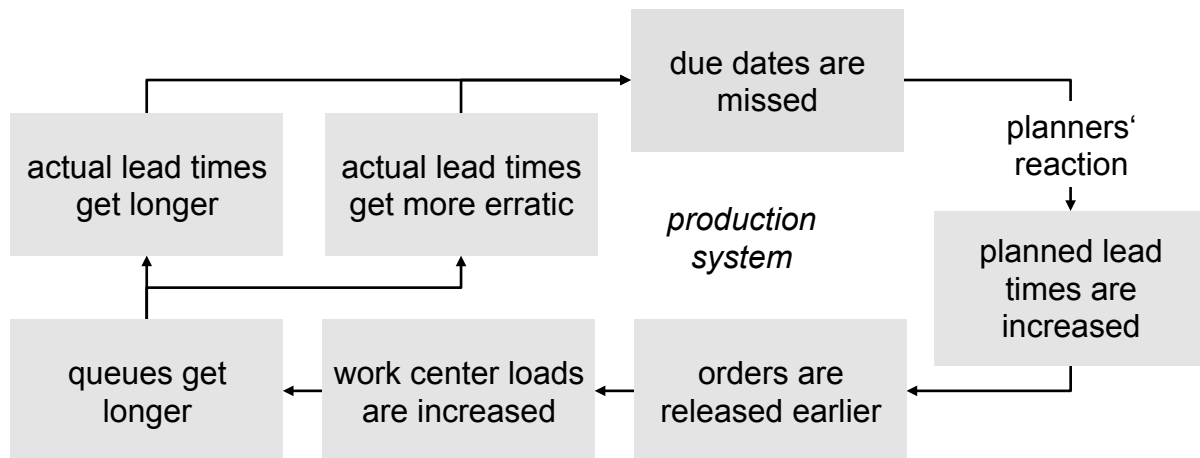 due dates are
missed
planners‘
reaction
actual lead times
get longer
actual lead times
get more erratic
production
system
planned lead
times are
increased
queues get
longer
work center loads
are increased
orders are
released earlier